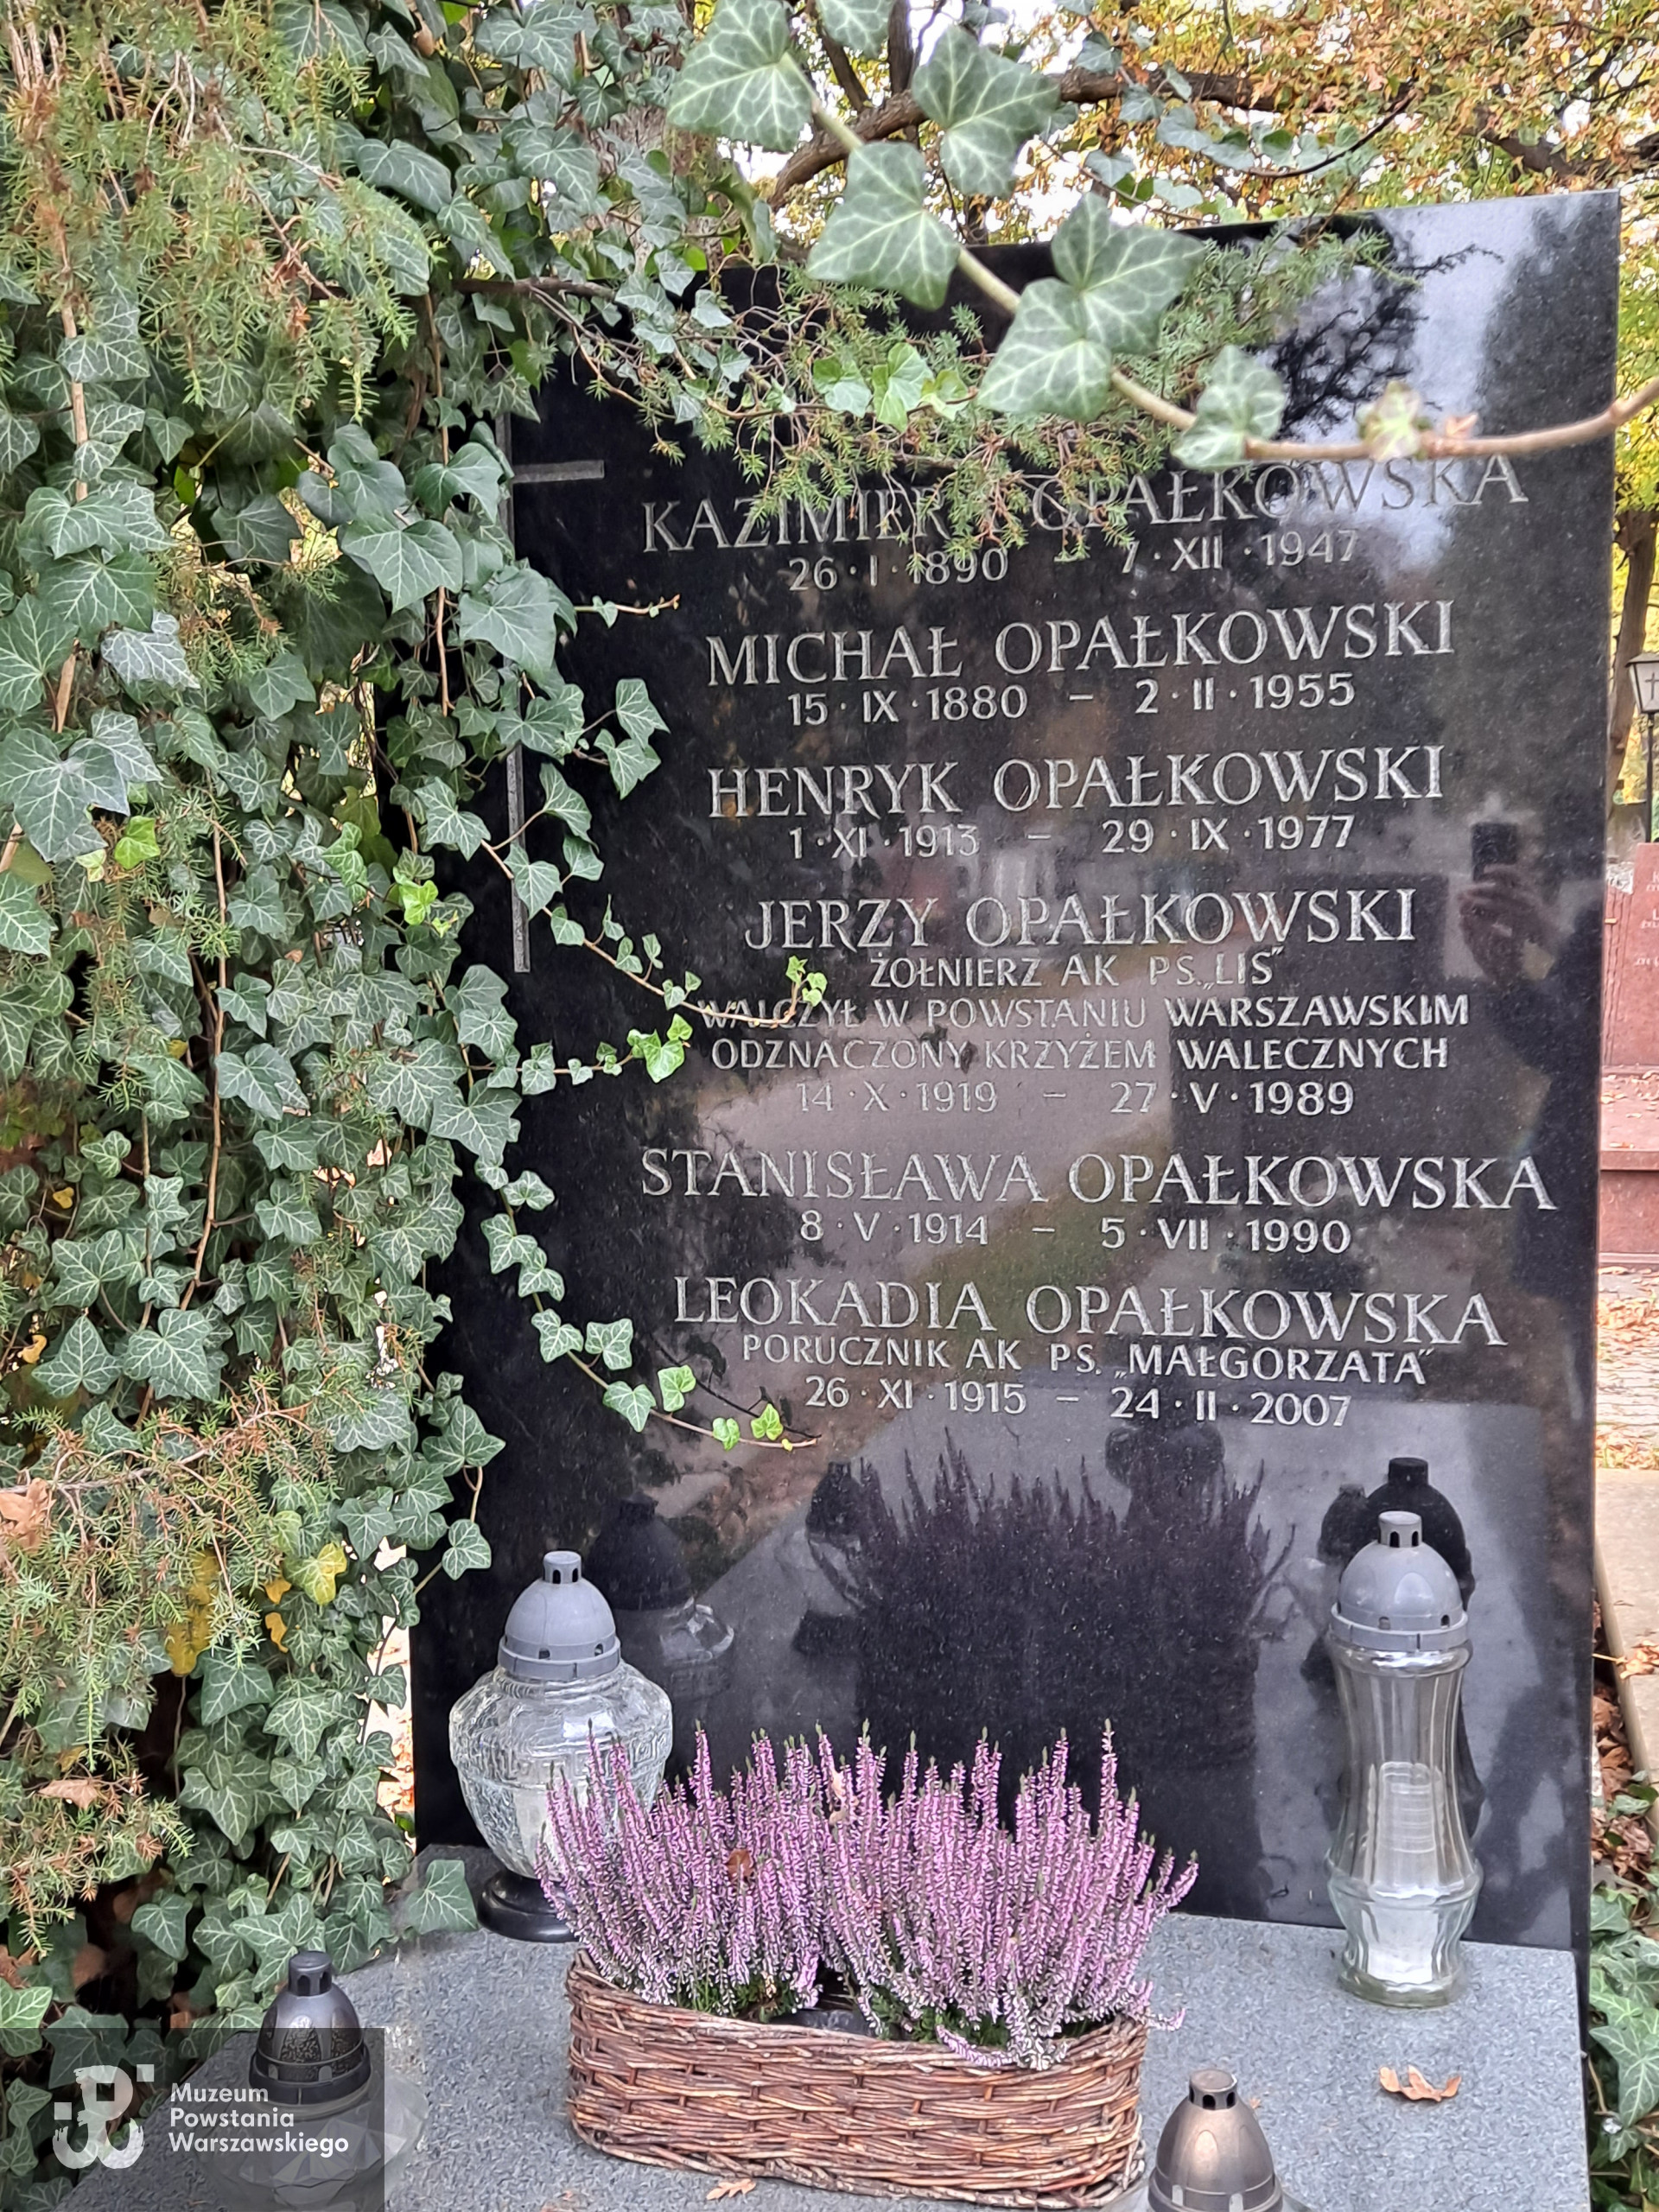 KAZIMIERA OPAŁKOWSKA
26·I·1890 – 7·XII·1947
MICHAŁ OPAŁKOWSKI
15·IX·1880 – 2·II·1955
HENRYK OPAŁKOWSKI
1·XI·1913 – 29·IX·1977
JERZY OPAŁKOWSKI
ŻOŁNIERZ AK PS. „LIS”
WALCZYŁ W POWSTANIU WARSZAWSKIM
ODZNACZONY KRZYŻEM WALECZNYCH
14·X·1919 – 27·V·1989
STANISŁAWA OPAŁKOWSKA
8·V·1914 – 5·VII·1990
LEOKADIA OPAŁKOWSKA
PORUCZNIK AK PS. „MAŁGORZATA”
26·XI·1915 – 24·II·2007
Muzeum
Powstania
Warszawskiego